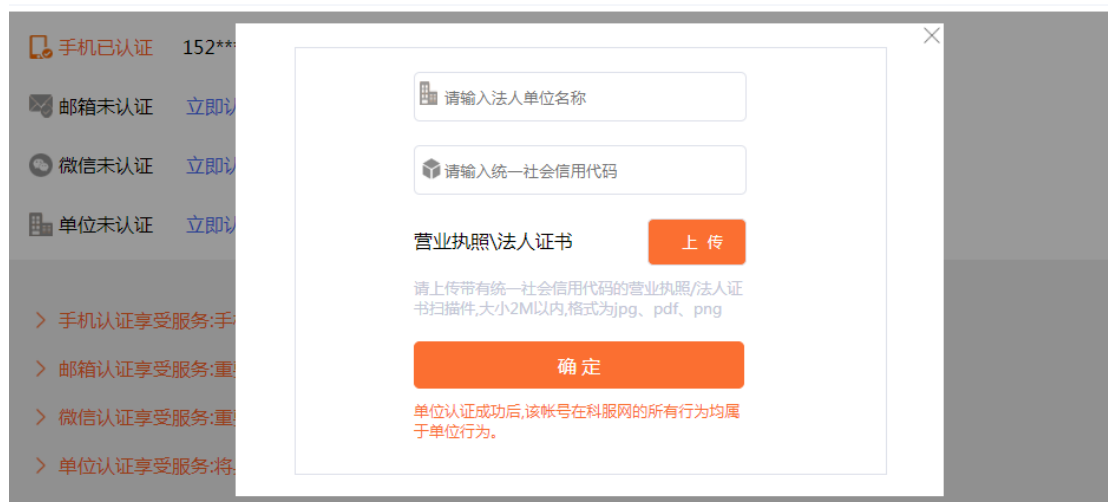 手机已认证 152**
邮箱未认证 立即认
微信未认证 立即认
单位未认证 立即认
手机认证享受服务:手
邮箱认证享受服务:重
微信认证享受服务:重
单位认证享受服务:将
请输入法人单位名称
请输入统一社会信用代码
营业执照\法人证书 上 传
请上传带有统一社会信用代码的营业执照/法人证
书扫描件,大小2M以内,格式为jpg、pdf、png
确 定
单位认证成功后,该帐号在科服网的所有行为均属
于单位行为。